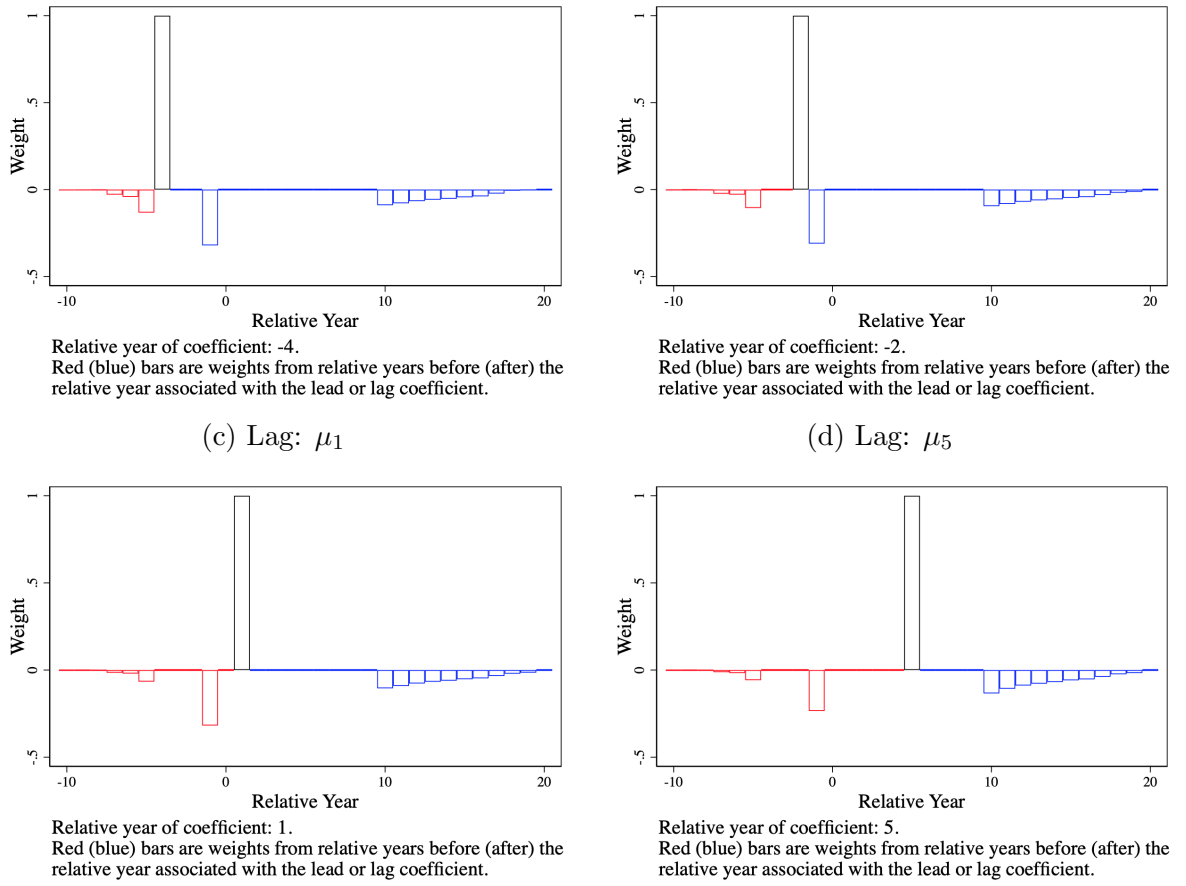 1
.5
0
-.5
Weight
-10
0
10
20
Relative Year
Relative year of coefficient: -4.
Red (blue) bars are weights from relative years before (after) the
relative year associated with the lead or lag coefficient.
1
.5
0
-.5
Weight
-10
0
10
20
Relative Year
Relative year of coefficient: -2.
Red (blue) bars are weights from relative years before (after) the
relative year associated with the lead or lag coefficient.
(c) Lag: μ₁
1
.5
0
-.5
Weight
-10
0
10
20
Relative Year
Relative year of coefficient: 1.
Red (blue) bars are weights from relative years before (after) the
relative year associated with the lead or lag coefficient.
(d) Lag: μ₅
1
.5
0
-.5
Weight
-10
0
10
20
Relative Year
Relative year of coefficient: 5.
Red (blue) bars are weights from relative years before (after) the
relative year associated with the lead or lag coefficient.